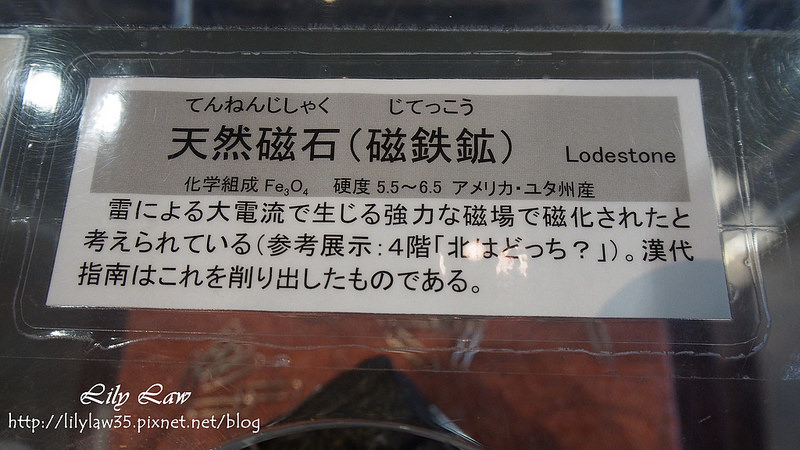 てんねんじしゃく　じてっこう
天然磁石（磁鉄鉱）　Lodestone
化学組成 Fe₃O₄　硬度 5.5～6.5　アメリカ・ユタ州産
雷による大電流で生じる強力な磁場で磁化されたと
考えられている（参考展示：４階「北はどっち？」）。漢代
指南はこれを削り出したものである。
Lily Law
http://lilylaw35.pixnet.net/blog